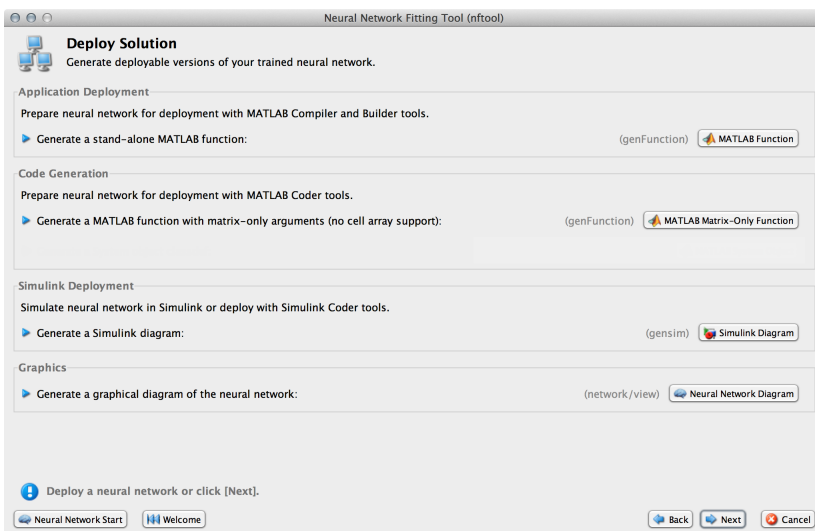 Neural Network Fitting Tool (nftool)
Deploy Solution
Generate deployable versions of your trained neural network.
Application Deployment
Prepare neural network for deployment with MATLAB Compiler and Builder tools.
Generate a stand-alone MATLAB function: (genFunction) MATLAB Function
Code Generation
Prepare neural network for deployment with MATLAB Coder tools.
Generate a MATLAB function with matrix-only arguments (no cell array support): (genFunction) MATLAB Matrix-Only Function
Simulink Deployment
Simulate neural network in Simulink or deploy with Simulink Coder tools.
Generate a Simulink diagram: (gensim) Simulink Diagram
Graphics
Generate a graphical diagram of the neural network: (network/view) Neural Network Diagram
Deploy a neural network or click [Next].
Neural Network Start Welcome Back Next Cancel